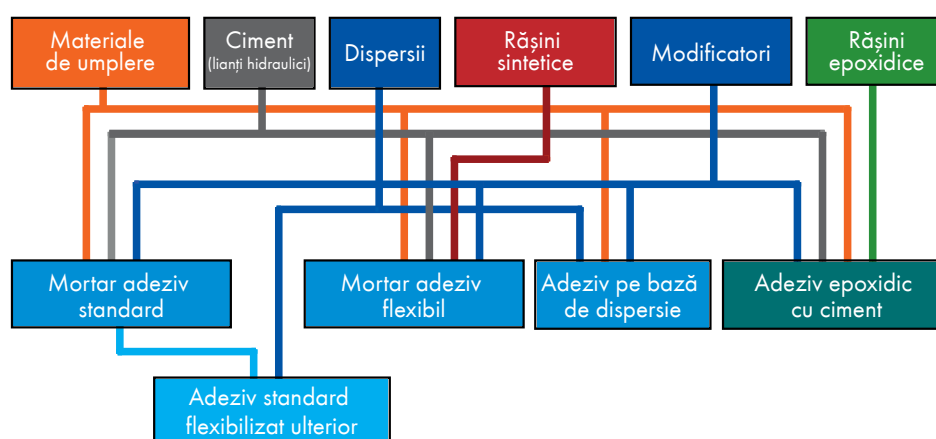 Materiale
de umplere
Ciment
(lianți hidraulici)
Dispersii
Rășini
sintetice
Modificatori
Rășini
epoxidice
Mortar adeziv
standard
Mortar adeziv
flexibil
Adeziv pe bază
de dispersie
Adeziv epoxidic
cu ciment
Adeziv standard
flexibilizat ulterior